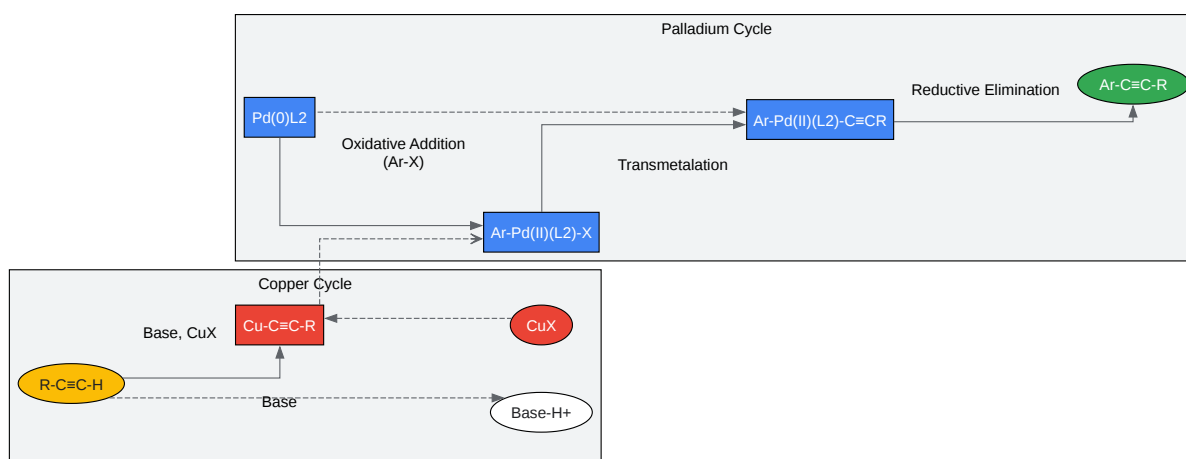 Palladium Cycle
Pd(0)L2
Oxidative Addition
(Ar-X)
Ar-Pd(II)(L2)-X
Transmetalation
Ar-Pd(II)(L2)-C≡CR
Reductive Elimination
Ar-C≡C-R
Copper Cycle
R-C≡C-H
Base, CuX
Cu-C≡C-R
CuX
Base
Base-H+